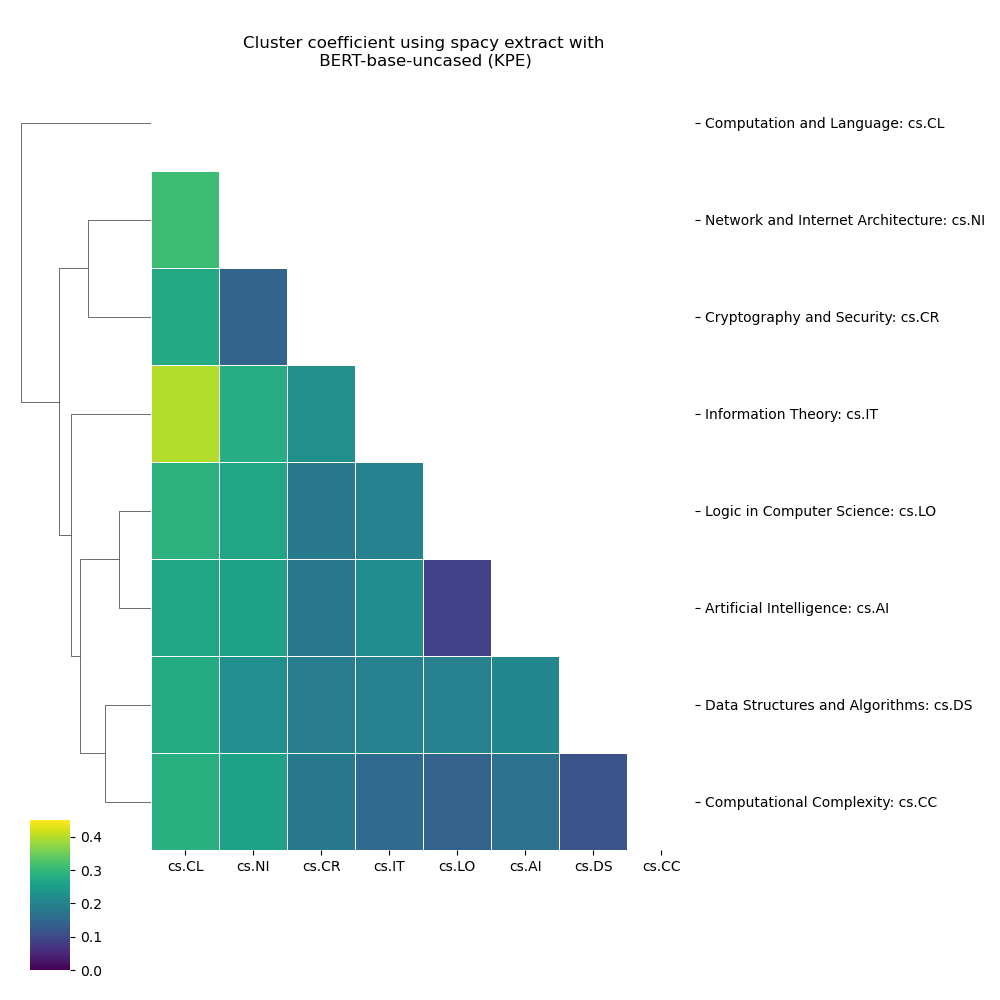 Cluster coefficient using spacy extract with
BERT-base-uncased (KPE)
Computation and Language: cs.CL
Network and Internet Architecture: cs.NI
Cryptography and Security: cs.CR
Information Theory: cs.IT
Logic in Computer Science: cs.LO
Artificial Intelligence: cs.AI
Data Structures and Algorithms: cs.DS
Computational Complexity: cs.CC
cs.CL cs.NI cs.CR cs.IT cs.LO cs.AI cs.DS cs.CC
0.4
0.3
0.2
0.1
0.0